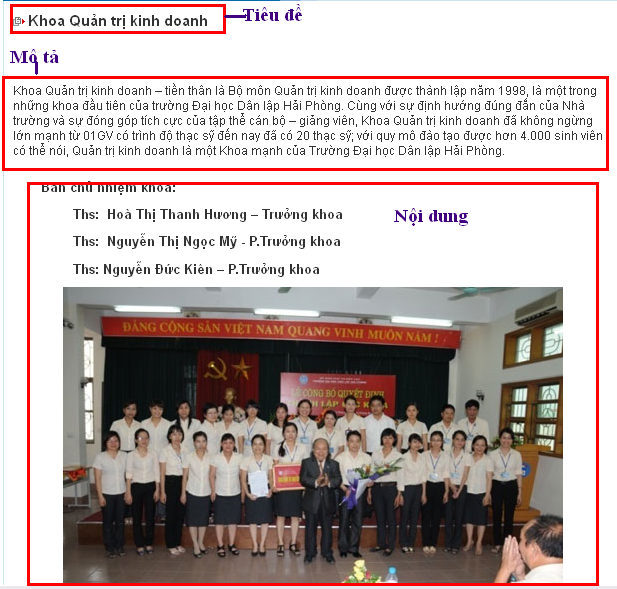 Khoa Quản trị kinh doanh
Tiêu đề
Mô tả
Khoa Quản trị kinh doanh – tiền thân là Bộ môn Quản trị kinh doanh được thành lập năm 1998, là một trong
những khoa đầu tiên của trường Đại học Dân lập Hải Phòng. Cùng với sự định hướng đúng đắn của Nhà
trường và sự đóng góp tích cực của tập thể cán bộ – giảng viên, Khoa Quản trị kinh doanh đã không ngừng
lớn mạnh từ 01GV có trình độ thạc sỹ đến nay đã có 20 thạc sỹ; với quy mô đào tạo được hơn 4.000 sinh viên
có thể nói, Quản trị kinh doanh là một Khoa mạnh của Trường Đại học Dân lập Hải Phòng.
Ban chủ nhiệm khoa:
Ths: Hoà Thị Thanh Hương – Trưởng khoa
Nội dung
Ths: Nguyễn Thị Ngọc Mỹ - P.Trưởng khoa
Ths: Nguyễn Đức Kiên – P.Trưởng khoa
ĐẢNG CỘNG SẢN VIỆT NAM QUANG VINH MUÔN NĂM !
LỄ CÔNG BỐ QUYẾT ĐỊNH
LẬP
KHOA